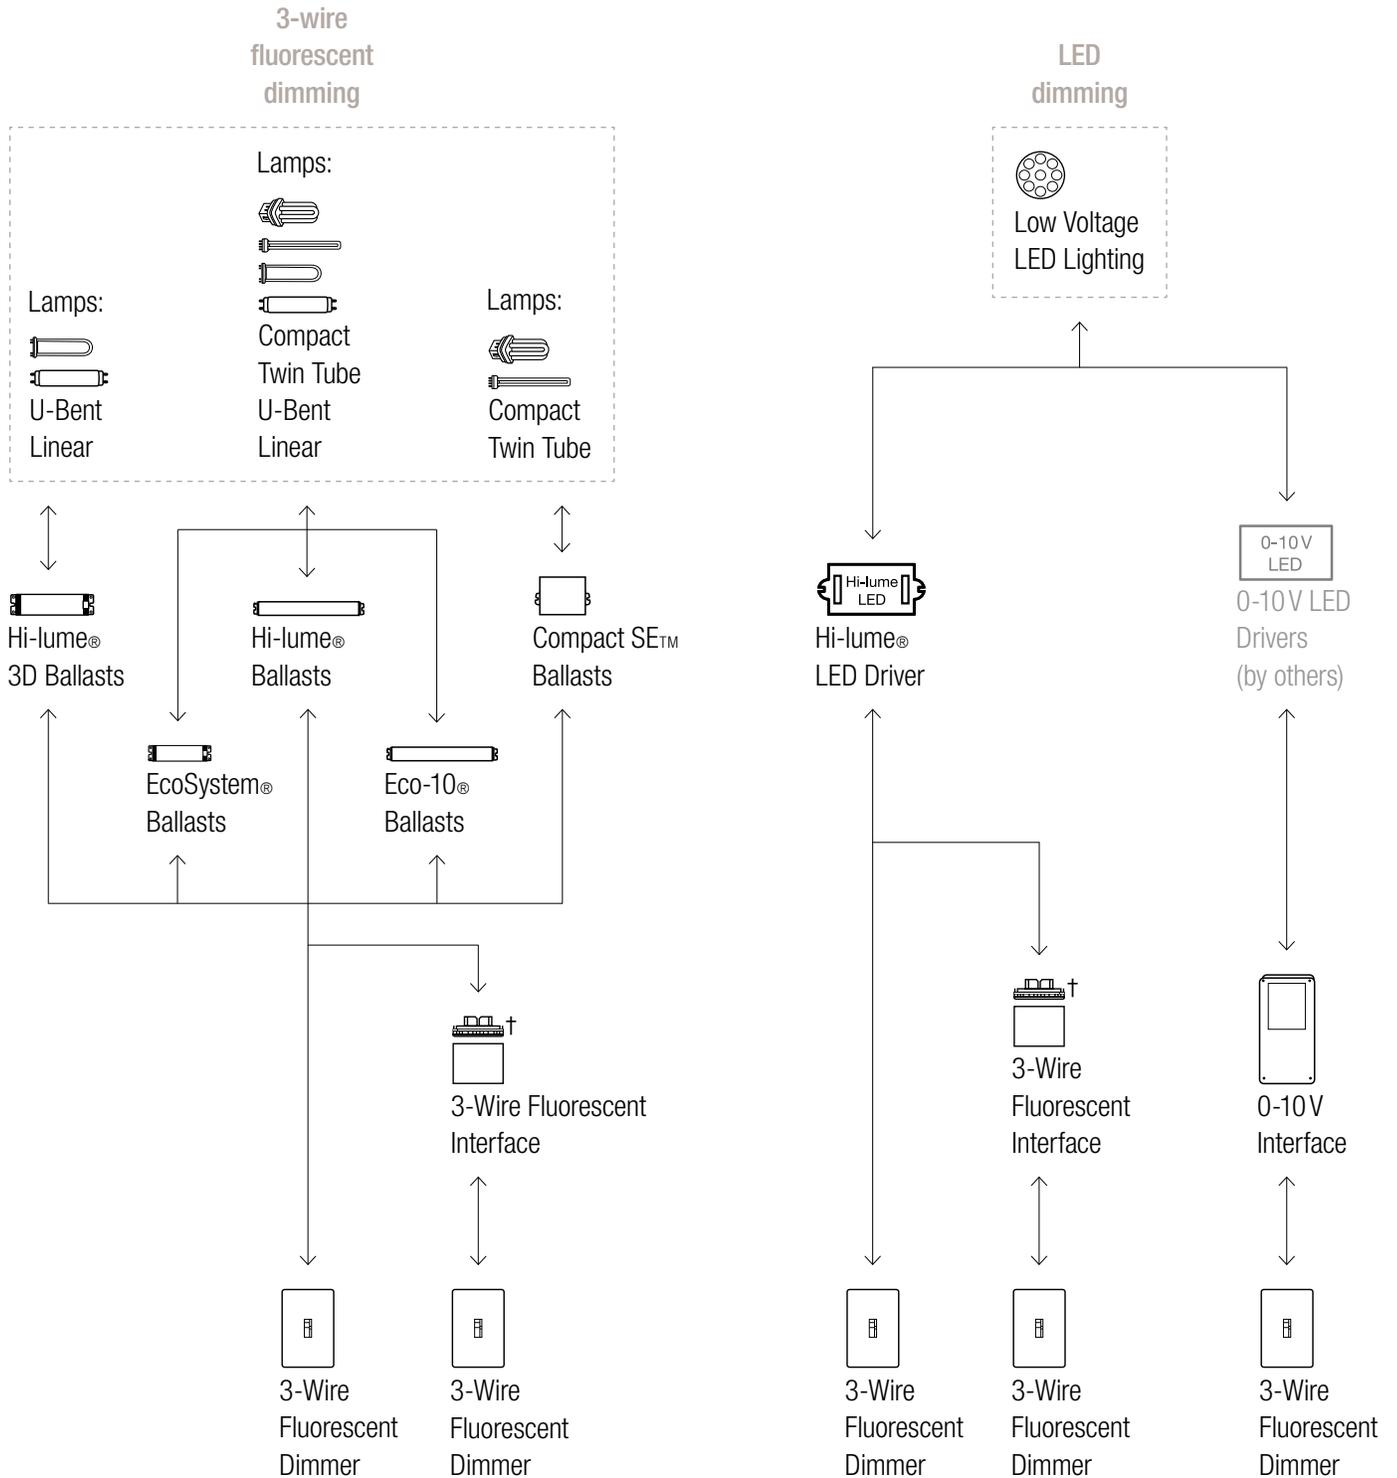 3-wire
fluorescent
dimming
Lamps:
U-Bent
Linear
Lamps:
Compact
Twin Tube
U-Bent
Linear
Lamps:
Compact
Twin Tube
Hi-lume®
3D Ballasts
Hi-lume®
Ballasts
Compact SE™
Ballasts
EcoSystem®
Ballasts
Eco-10®
Ballasts
†
3-Wire Fluorescent
Interface
3-Wire
Fluorescent
Dimmer
3-Wire
Fluorescent
Dimmer
LED
dimming
Low Voltage
LED Lighting
Hi-lume
LED
Hi-lume®
LED Driver
0-10 V
LED
0-10 V LED
Drivers
(by others)
†
3-Wire
Fluorescent
Interface
0-10 V
Interface
3-Wire
Fluorescent
Dimmer
3-Wire
Fluorescent
Dimmer
3-Wire
Fluorescent
Dimmer